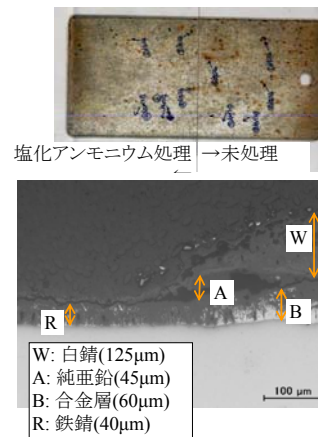 塩化アンモニウム処理 | →未処理
←
W
A
B
R
W: 白錆(125μm)
A: 純亜鉛(45μm)
B: 合金層(60μm)
R: 鉄錆(40μm)
100 μm